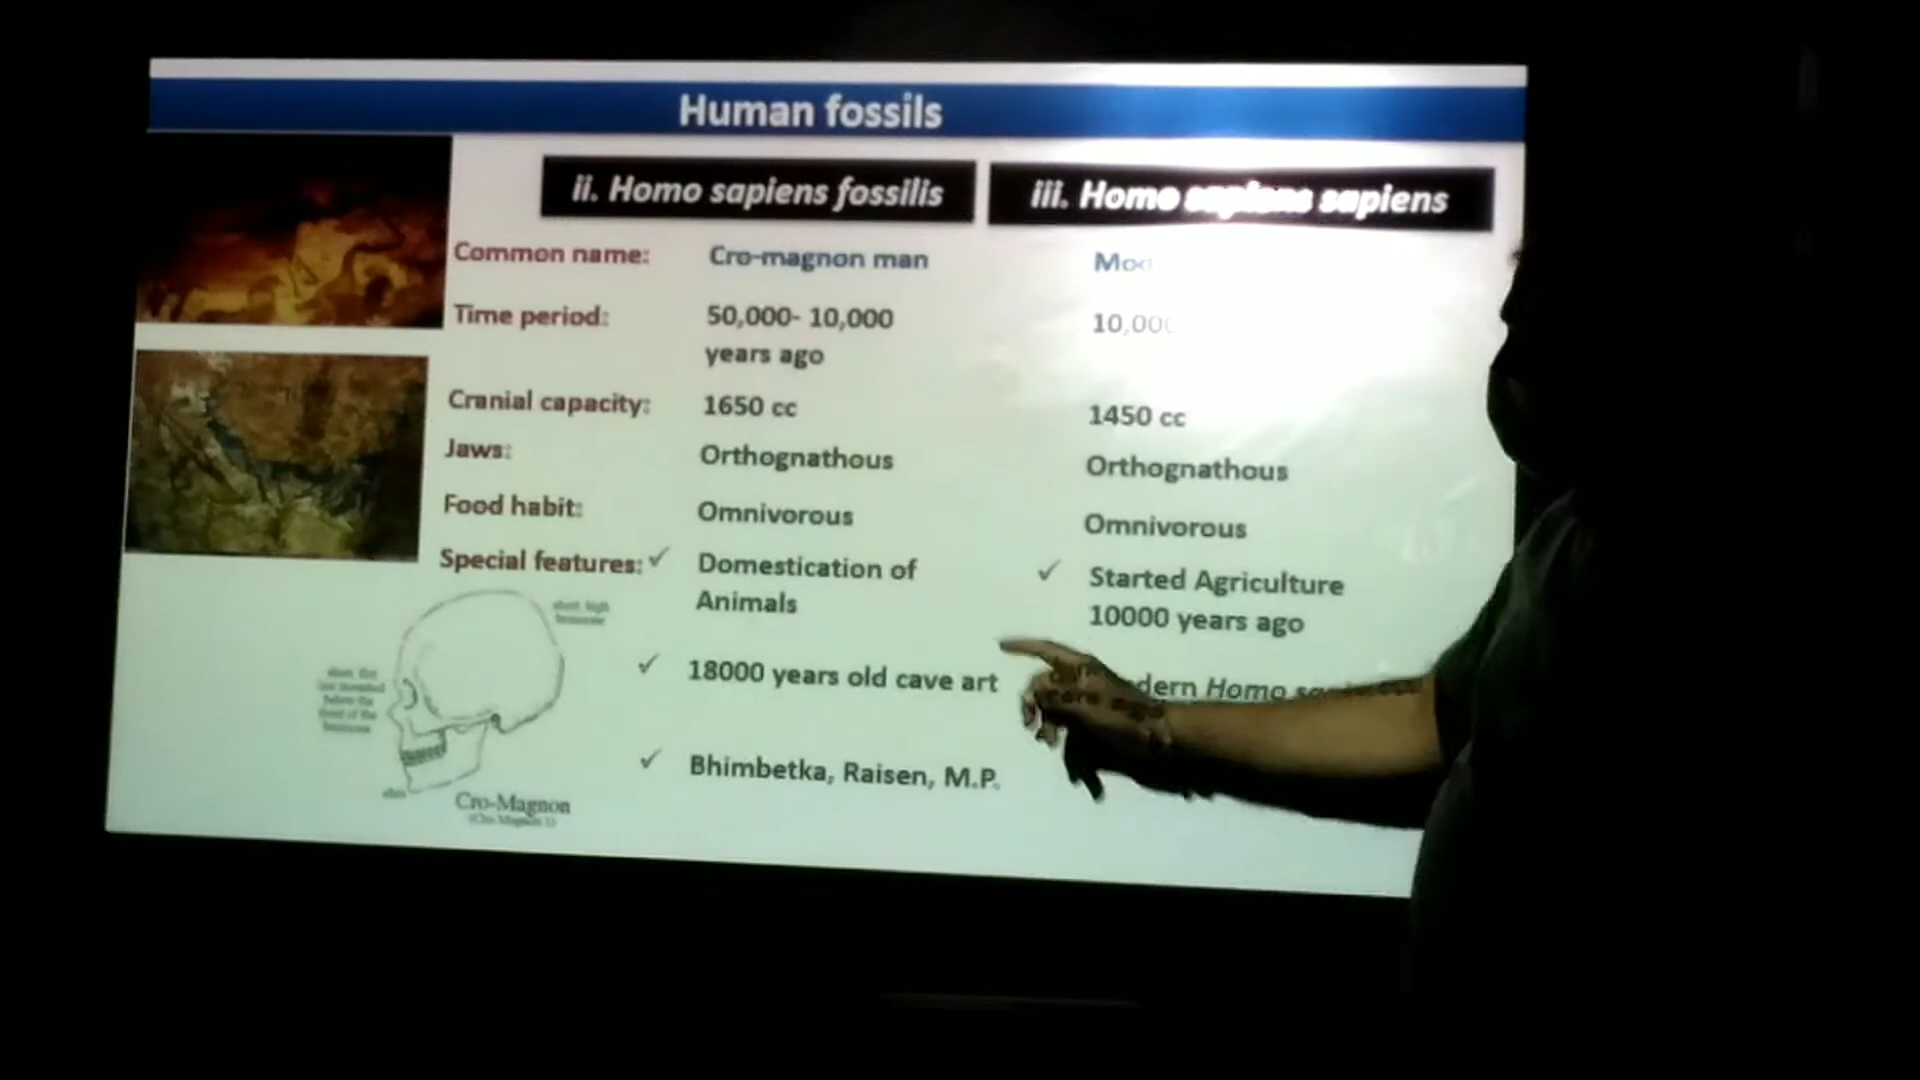 Human fossils
ii. Homo sapiens fossilis
iii. Homo sapiens sapiens
Common name: Cro-magnon man
Time period: 50,000- 10,000
years ago
Cranial capacity: 1650 cc 1450 cc
Jaws: Orthognathous Orthognathous
Food habit: Omnivorous Omnivorous
Special features: ✓ Domestication of ✓ Started Agriculture
Animals 10000 years ago
✓ 18000 years old cave art Homo
✓ Bhimbetka, Raisen, M.P.
Cro-Magnon